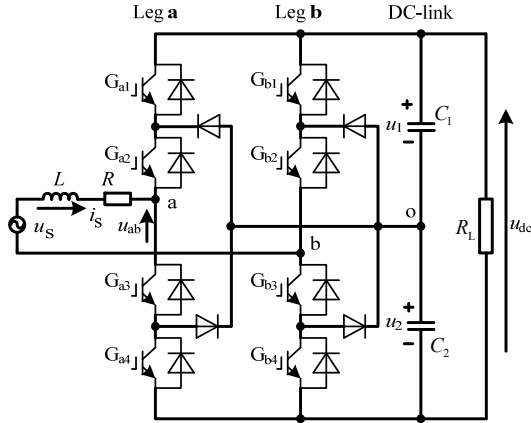 Leg a
Leg b
DC-link
Ga1
Gb1
u1
C1
Ga2
Gb2
L
R
a
is
uab
us
o
RL
udc
b
Ga3
Gb3
u2
C2
Ga4
Gb4